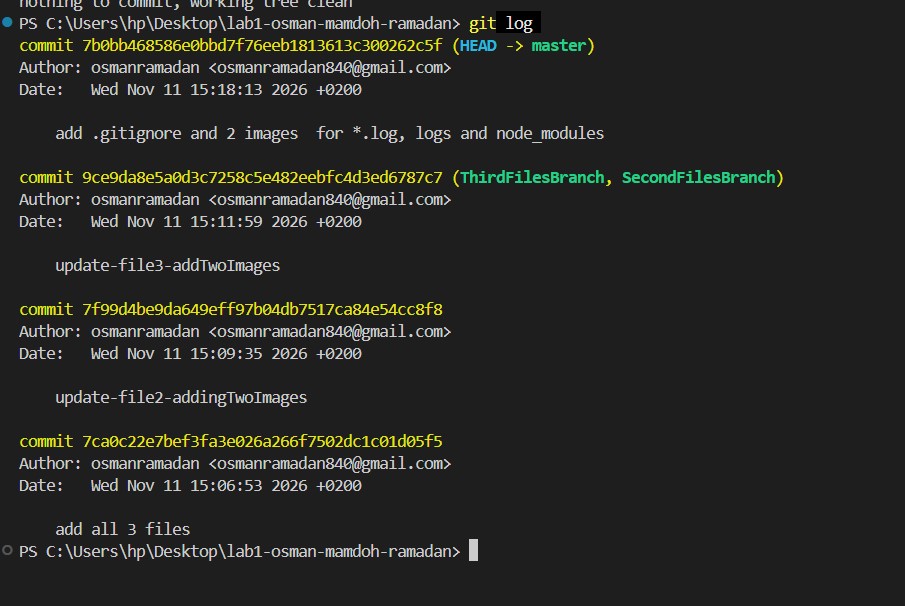 nothing to commit, working tree clean
PS C:\Users\hp\Desktop\lab1-osman-mamdoh-ramadan> git log
commit 7b0bb468586e0bbd7f76eeb1813613c300262c5f (HEAD -> master)
Author: osmanramadan <osmanramadan840@gmail.com>
Date:   Wed Nov 11 15:18:13 2026 +0200
    add .gitignore and 2 images  for *.log, logs and node_modules
commit 9ce9da8e5a0d3c7258c5e482eebfc4d3ed6787c7 (ThirdFilesBranch, SecondFilesBranch)
Author: osmanramadan <osmanramadan840@gmail.com>
Date:   Wed Nov 11 15:11:59 2026 +0200
    update-file3-addTwoImages
commit 7f99d4be9da649eff97b04db7517ca84e54cc8f8
Author: osmanramadan <osmanramadan840@gmail.com>
Date:   Wed Nov 11 15:09:35 2026 +0200
    update-file2-addingTwoImages
commit 7ca0c22e7bef3fa3e026a266f7502dc1c01d05f5
Author: osmanramadan <osmanramadan840@gmail.com>
Date:   Wed Nov 11 15:06:53 2026 +0200
    add all 3 files
PS C:\Users\hp\Desktop\lab1-osman-mamdoh-ramadan>